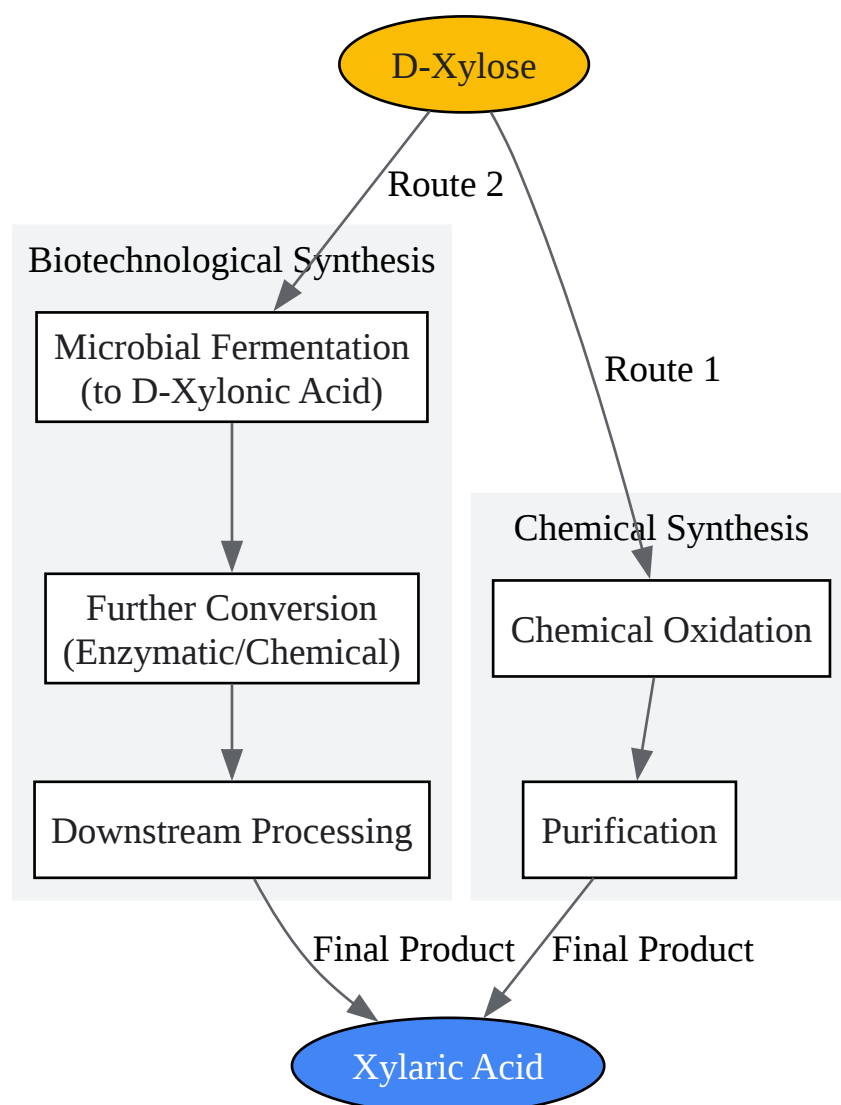 D-Xylose
Route 2
Biotechnological Synthesis
Microbial Fermentation
(to D-Xylonic Acid)
Route 1
Chemical Synthesis
Further Conversion
(Enzymatic/Chemical)
Chemical Oxidation
Downstream Processing
Purification
Final Product
Final Product
Xylaric Acid